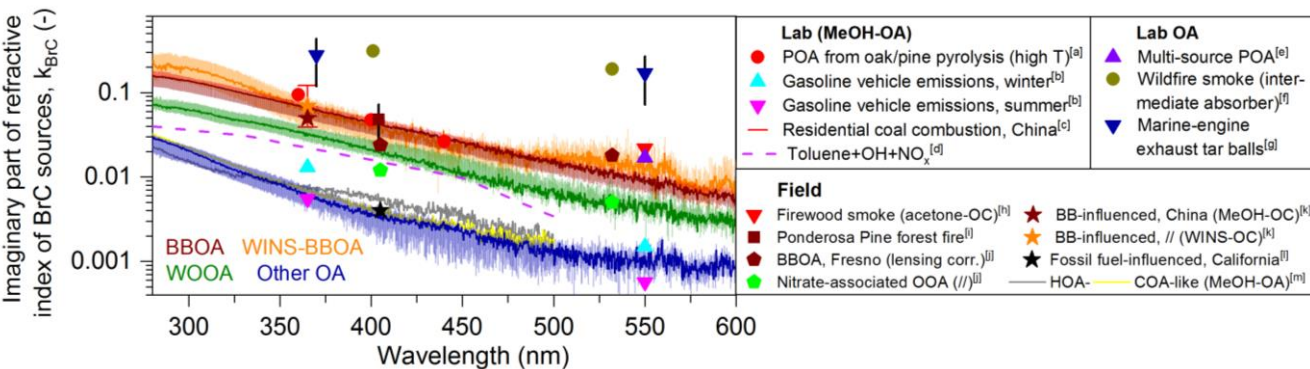 Imaginary part of refractive
index of BrC sources, kBrC (-)
0.1
0.01
0.001
BBOA WINS-BBOA
WOOA Other OA
300 350 400 450 500 550 600
Wavelength (nm)
Lab (MeOH-OA)
POA from oak/pine pyrolysis (high T)[a]
Gasoline vehicle emissions, winter[b]
Gasoline vehicle emissions, summer[b]
Residential coal combustion, China[c]
Toluene+OH+NOx[d]
Lab OA
Multi-source POA[e]
Wildfire smoke (inter-
mediate absorber)[f]
Marine-engine
exhaust tar balls[g]
Field
Firewood smoke (acetone-OC)[h]
Ponderosa Pine forest fire[i]
BBOA, Fresno (lensing corr.)[j]
Nitrate-associated OOA (//)[j]
BB-influenced, China (MeOH-OC)[k]
BB-influenced, // (WINS-OC)[k]
Fossil fuel-influenced, California[l]
HOA- COA-like (MeOH-OA)[m]